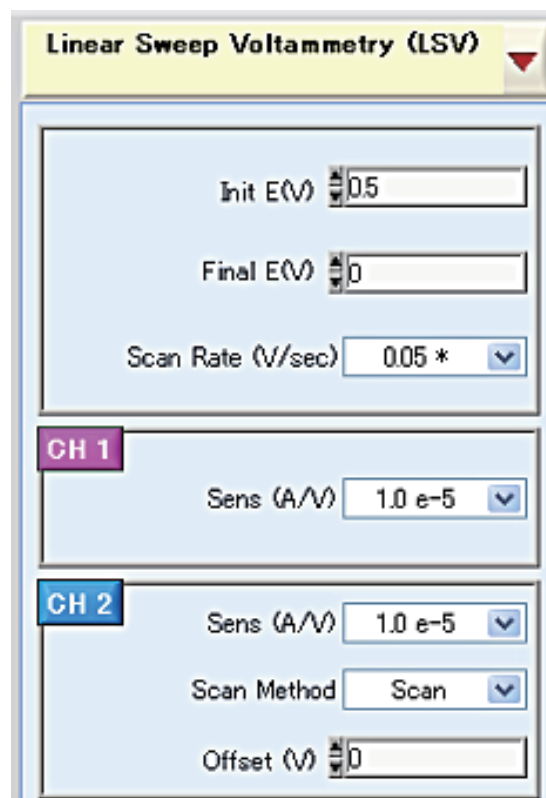 Linear Sweep Voltammetry (LSV)
Init E(V) 0.5
Final E(V) 0
Scan Rate (V/sec) 0.05 *
CH 1
Sens (A/V) 1.0 e-5
CH 2
Sens (A/V) 1.0 e-5
Scan Method Scan
Offset (V) 0